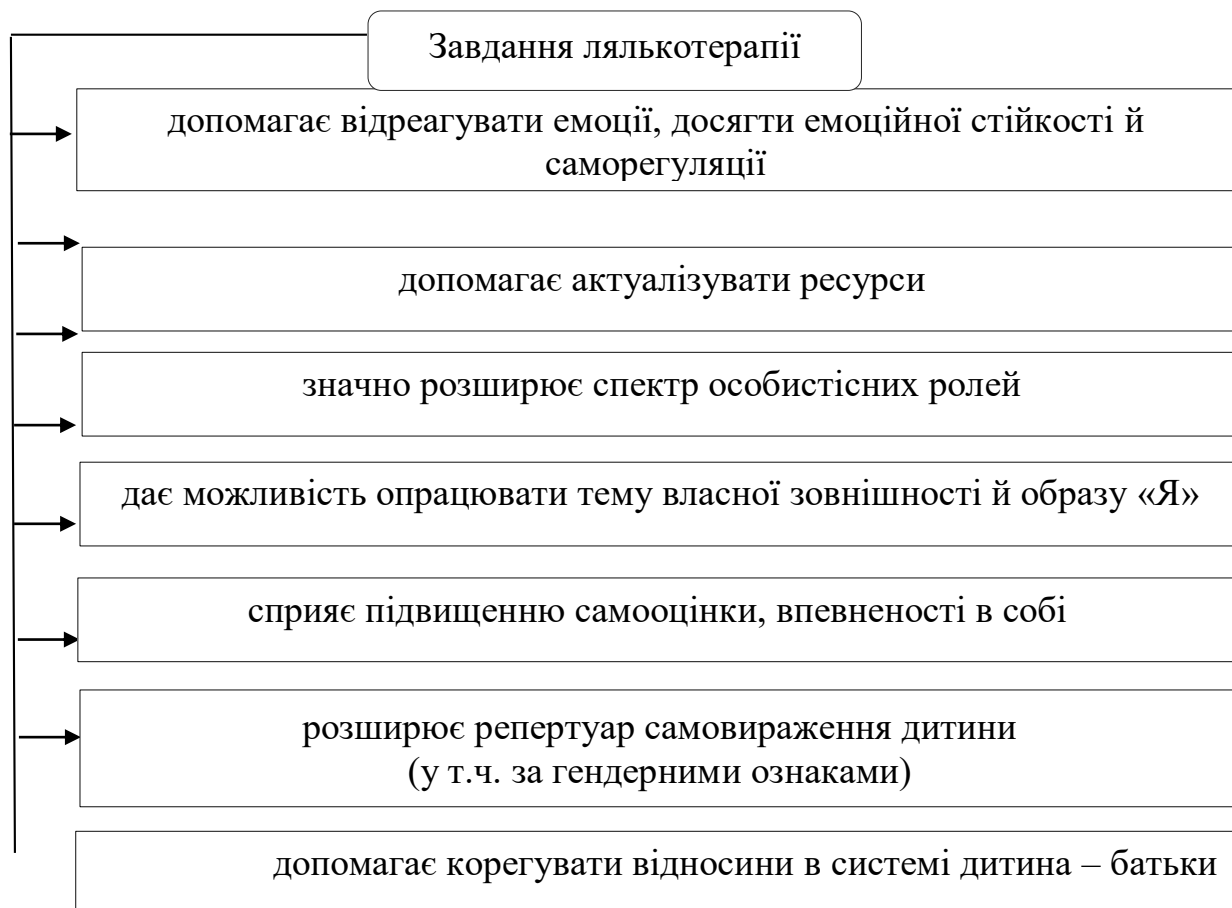 Завдання лялькотерапії
допомагає відреагувати емоції, досягти емоційної стійкості й
саморегуляції
допомагає актуалізувати ресурси
значно розширює спектр особистісних ролей
дає можливість опрацювати тему власної зовнішності й образу «Я»
сприяє підвищенню самооцінки, впевненості в собі
розширює репертуар самовираження дитини
(у т.ч. за гендерними ознаками)
допомагає корегувати відносини в системі дитина – батьки